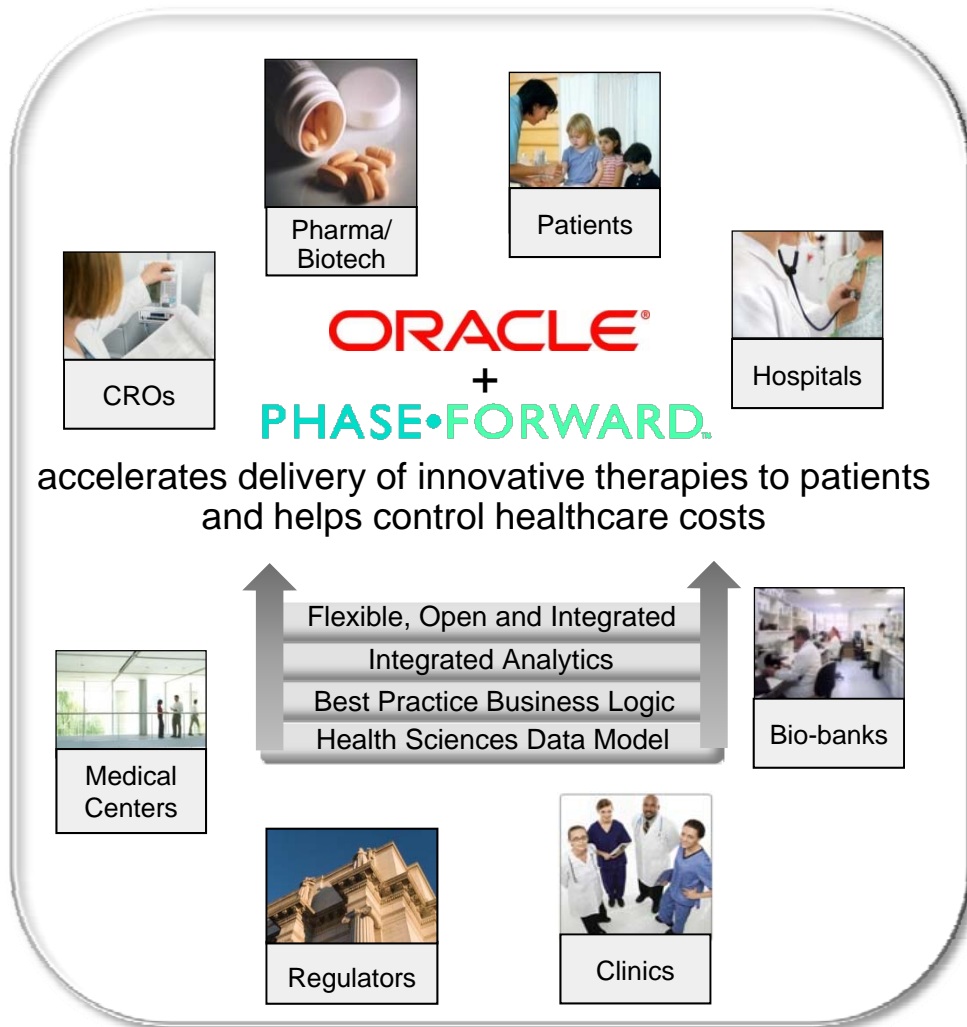 Pharma/
Biotech
Patients
CROs
ORACLE®
+
PHASE•FORWARD™
Hospitals
accelerates delivery of innovative therapies to patients
and helps control healthcare costs
Flexible, Open and Integrated
Integrated Analytics
Best Practice Business Logic
Health Sciences Data Model
Medical
Centers
Bio-banks
Regulators
Clinics